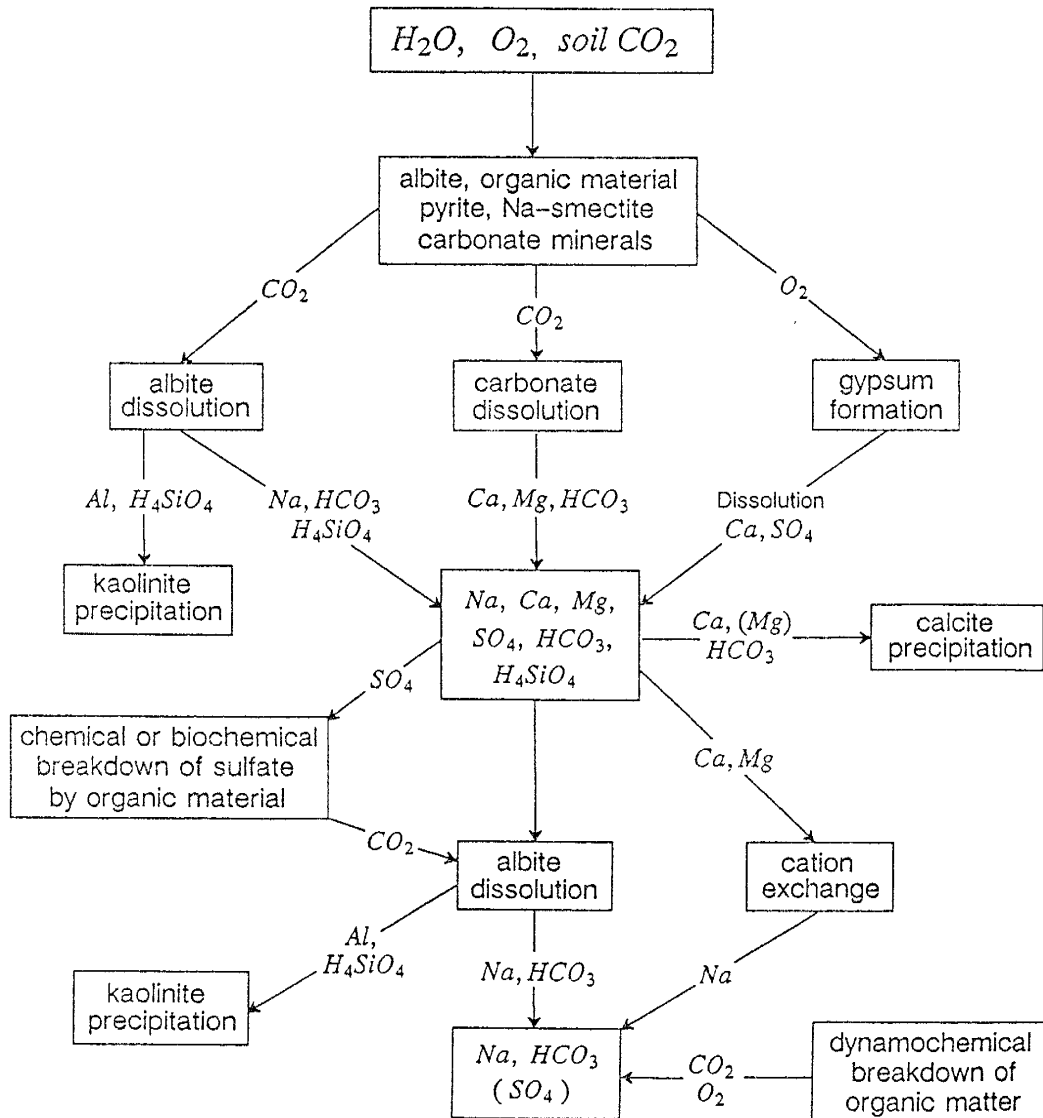 H₂O, O₂, soil CO₂
albite, organic material
pyrite, Na–smectite
carbonate minerals
CO₂
CO₂
O₂
albite
dissolution
carbonate
dissolution
gypsum
formation
Al, H₄SiO₄
Na, HCO₃
H₄SiO₄
Ca, Mg, HCO₃
Dissolution
Ca, SO₄
kaolinite
precipitation
Na, Ca, Mg,
SO₄, HCO₃,
H₄SiO₄
Ca, (Mg)
HCO₃
calcite
precipitation
SO₄
chemical or biochemical
breakdown of sulfate
by organic material
Ca, Mg
CO₂
albite
dissolution
cation
exchange
Al,
H₄SiO₄
Na, HCO₃
Na
kaolinite
precipitation
Na, HCO₃
(SO₄)
CO₂
O₂
dynamochemical
breakdown of
organic matter